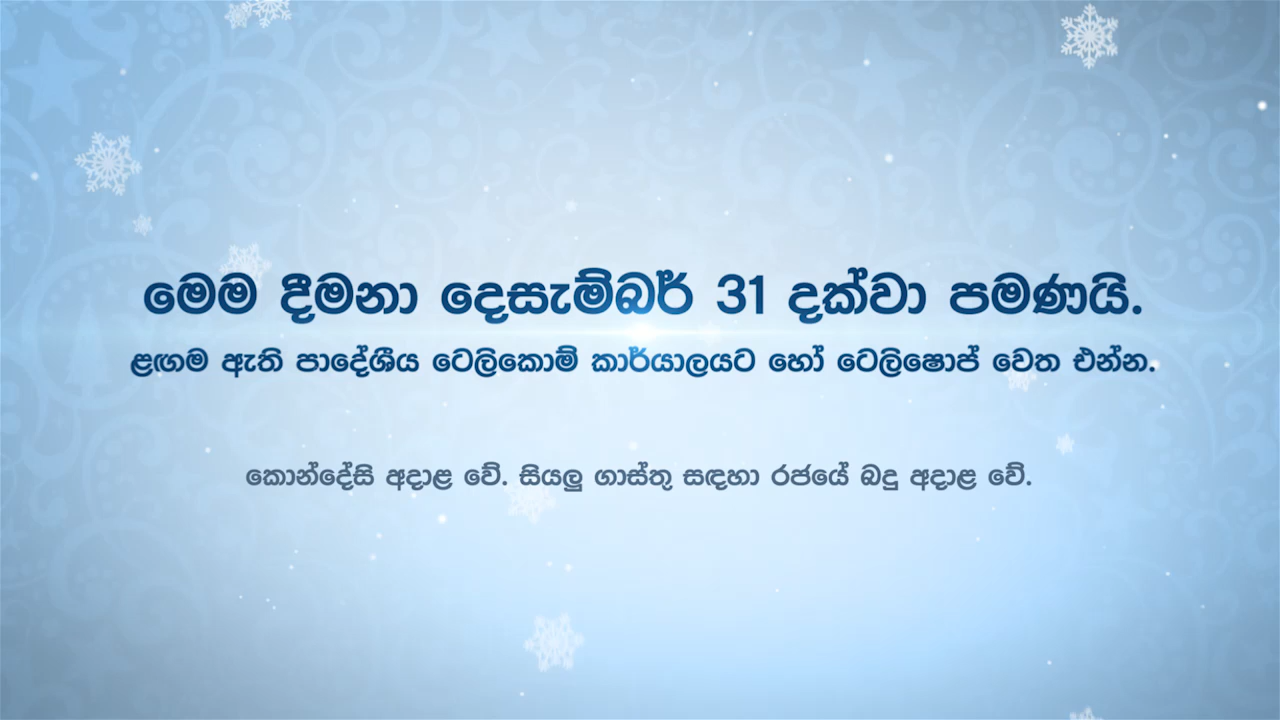 මෙම දීමනා දෙසැම්බර් 31 දක්වා පමණයි.
ළඟම ඇති පාදේශීය ටෙලිකොම් කාර්යාලයට හෝ ටෙලිෂොප් වෙත එන්න.
කොන්දේසි අදාළ වේ. සියලු ගාස්තු සඳහා රජයේ බදු අදාළ වේ.